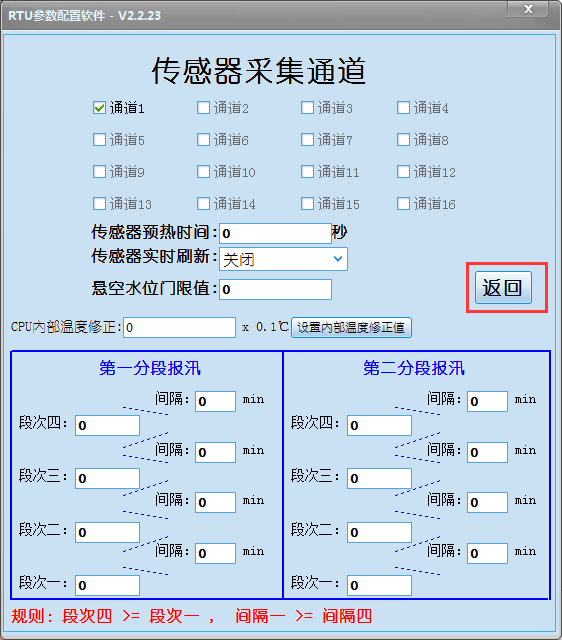 RTU参数配置软件 - V2.2.23
传感器采集通道
通道1 通道2 通道3 通道4
通道5 通道6 通道7 通道8
通道9 通道10 通道11 通道12
通道13 通道14 通道15 通道16
传感器预热时间:0秒
传感器实时刷新:关闭
悬空水位门限值:0
返回
CPU内部温度修正:0 x 0.1℃ 设置内部温度修正值
第一分段报汛 第二分段报汛
间隔: 0 min 间隔: 0 min
段次四: 0 段次四: 0
间隔: 0 min 间隔: 0 min
段次三: 0 段次三: 0
间隔: 0 min 间隔: 0 min
段次二: 0 段次二: 0
间隔: 0 min 间隔: 0 min
段次一: 0 段次一: 0
规则: 段次四 >= 段次一 , 间隔一 >= 间隔四